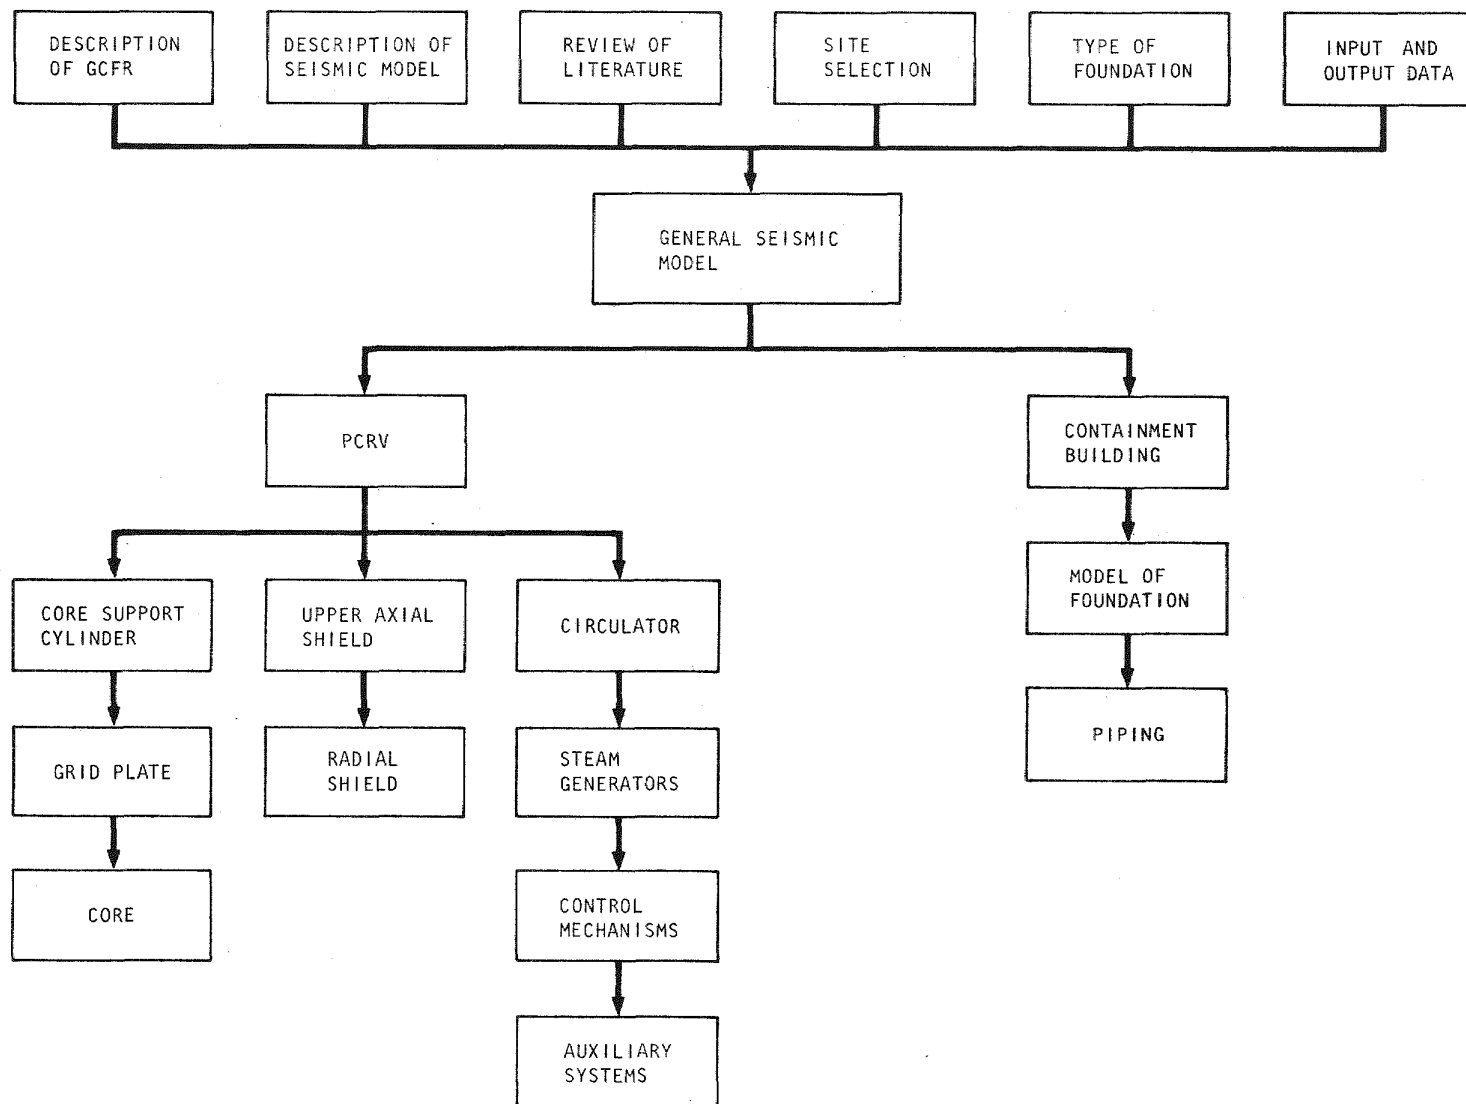 DESCRIPTION
OF GCFR
DESCRIPTION OF
SEISMIC MODEL
REVIEW OF
LITERATURE
SITE
SELECTION
TYPE OF
FOUNDATION
INPUT AND
OUTPUT DATA
GENERAL SEISMIC
MODEL
PCRV
CONTAINMENT
BUILDING
CORE SUPPORT
CYLINDER
UPPER AXIAL
SHIELD
CIRCULATOR
MODEL OF
FOUNDATION
GRID PLATE
RADIAL
SHIELD
STEAM
GENERATORS
PIPING
CORE
CONTROL
MECHANISMS
AUXILIARY
SYSTEMS